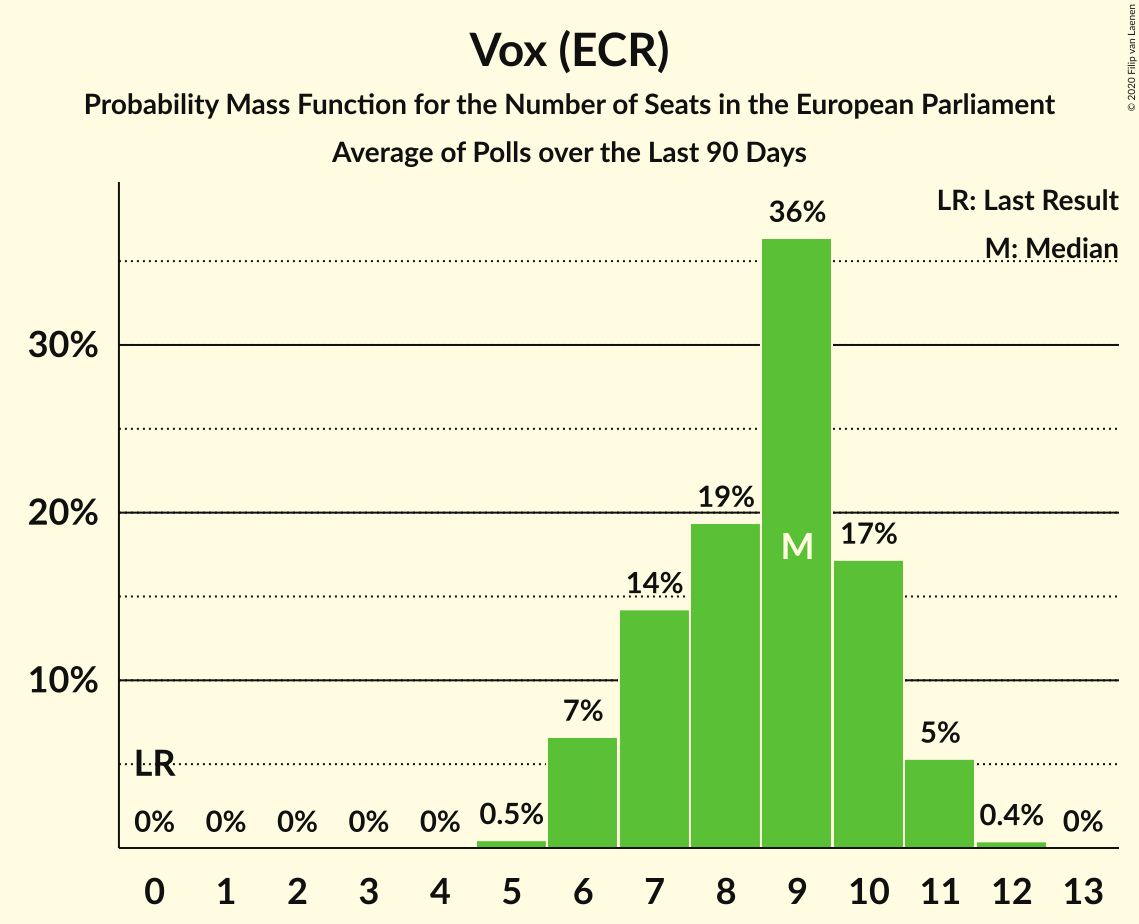 Vox (ECR)
Probability Mass Function for the Number of Seats in the European Parliament
Average of Polls over the Last 90 Days
© 2020 Filip van Laenen
LR: Last Result
M: Median
30%
20%
10%
LR
M
0% 0% 0% 0% 0% 0.5% 7% 14% 19% 36% 17% 5% 0.4% 0%
0 1 2 3 4 5 6 7 8 9 10 11 12 13